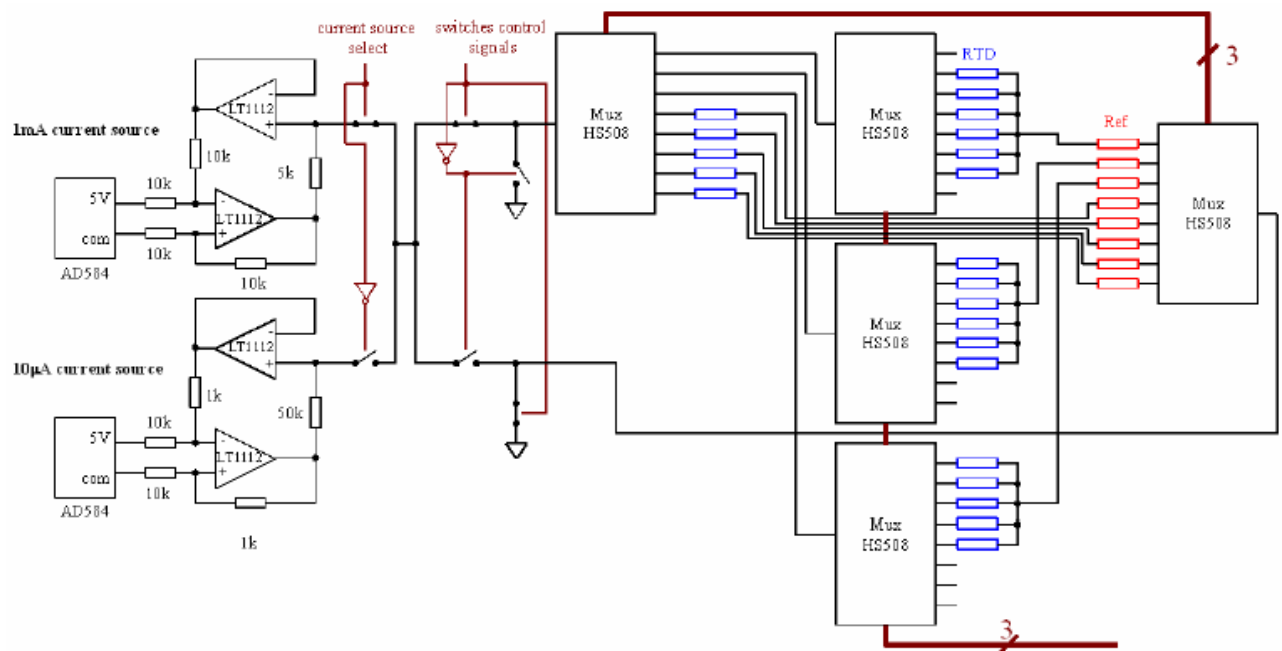 current source
select
switches control
signals
3
RTD
LT1112
Mux
HS508
1mA current source
Ref
10k
5k
10k
5V
LT1112
Mux
HS508
com
10k
AD584
10k
Mux
HS508
LT1112
10µA current source
1k
50k
10k
5V
LT1112
com
10k
AD584
1k
Mux
HS508
3